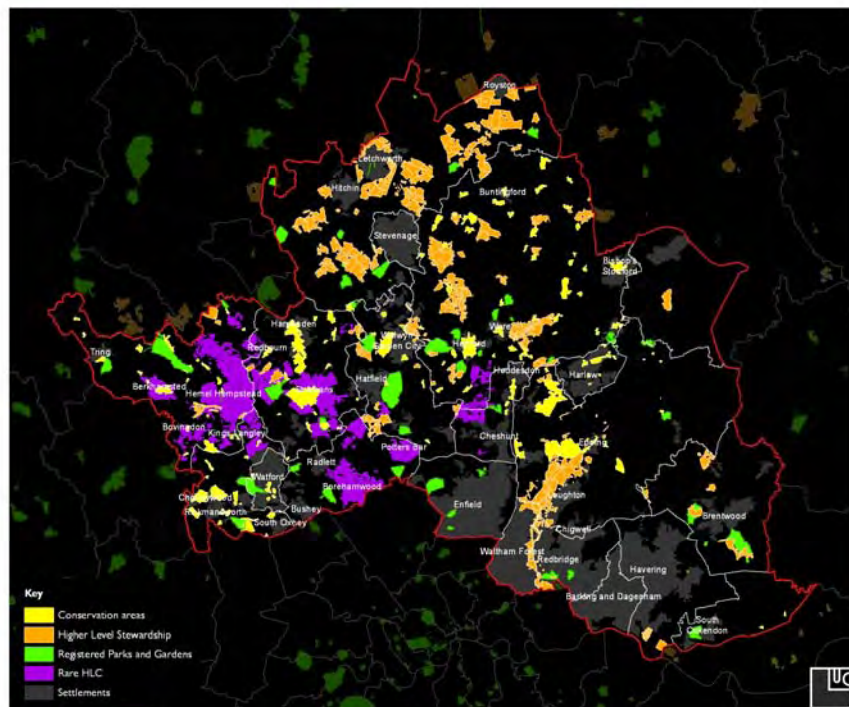 Royston
Letchworth
Hitchin
Buntingford
Stevenage
Bishop's
Stortford
Harpenden
Welwyn
Garden City
Ware
Hertford
Tring
Redbourn
Berkhamsted
Hemel Hempstead
St Albans
Hatfield
Hoddesdon
Harlow
Bovingdon
Kings Langley
Cheshunt
Potters Bar
Epping
Radlett
Watford
Borehamwood
Enfield
Loughton
Chorleywood
Rickmansworth
Bushey
South Oxhey
Chigwell
Brentwood
Waltham Forest
Redbridge
Havering
Barking and Dagenham
South
Ockendon
Key
Conservation areas
Higher Level Stewardship
Registered Parks and Gardens
Rare HLC
Settlements